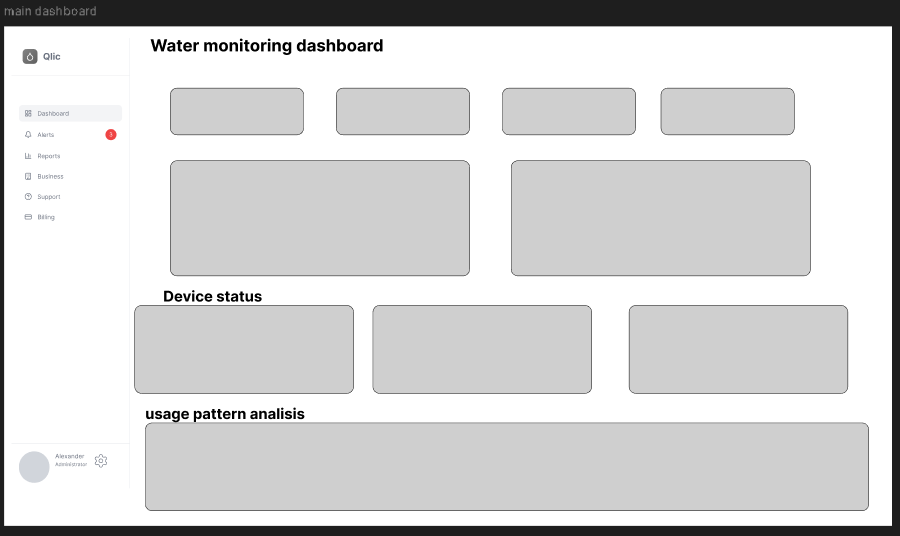 main dashboard
Qlic
Water monitoring dashboard
Dashboard
Alerts
Reports
Business
Support
Billing
Device status
usage pattern analisis
Alexander
Administrator